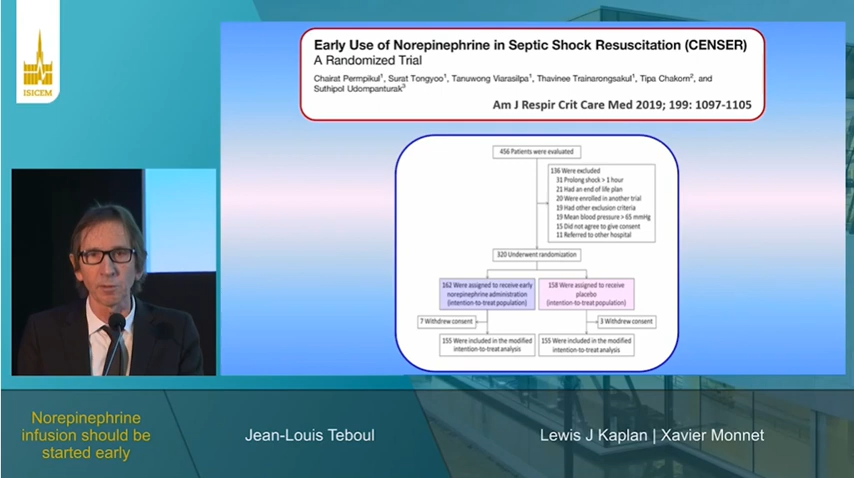 ISICEM
Early Use of Norepinephrine in Septic Shock Resuscitation (CENSER)
A Randomized Trial
Chairat Permpikul¹, Surat Tongyoo¹, Tanuwong Viarasilpa¹, Thavinee Trainarongsakul¹, Tipa Chakorn², and
Suthipol Udompanturak³
Am J Respir Crit Care Med 2019; 199: 1097-1105
456 Patients were evaluated
136 Were excluded
31 Prolong shock > 1 hour
21 Had an end of life plan
20 Were enrolled in another trial
19 Had other exclusion criteria
19 Mean blood pressure > 65 mmHg
15 Did not agree to give consent
11 Referred to other hospital
320 Underwent randomization
162 Were assigned to receive early
norepinephrine administration
(intention-to-treat population)
158 Were assigned to receive
placebo
(intention-to-treat population)
7 Withdrew consent
3 Withdrew consent
155 Were included in the modified
intention-to-treat analysis
155 Were included in the modified
intention-to-treat analysis
Norepinephrine
infusion should be
started early
Jean-Louis Teboul
Lewis J Kaplan | Xavier Monnet